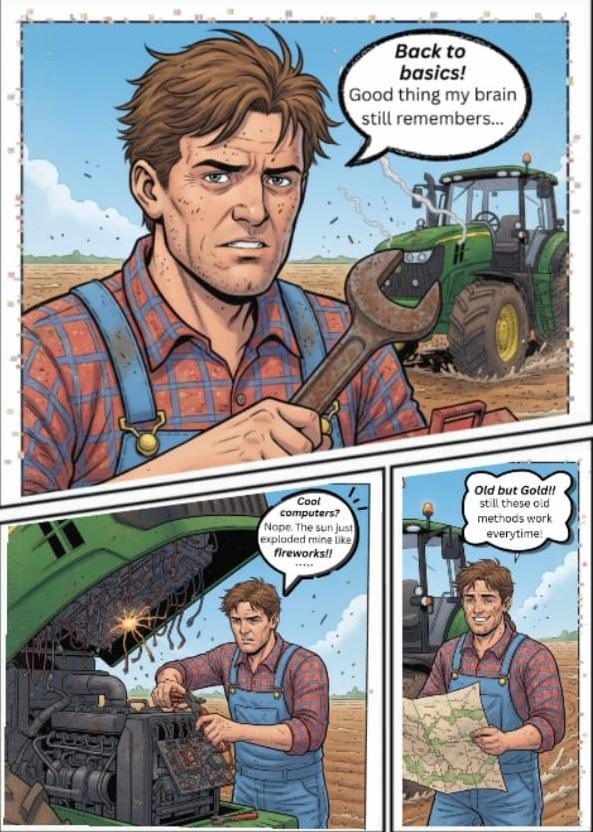 Back to
basics!
Good thing my brain
still remembers...
Cool
computers?
Nope. The sun just
exploded mine like
fireworks!!
.....
Old but Gold!!
still these old
methods work
everytime!